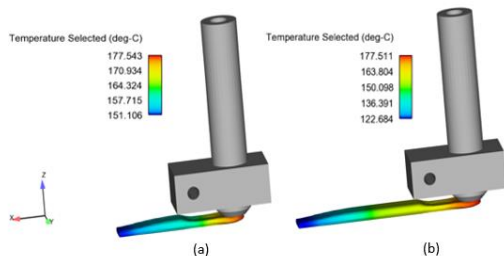 Temperature Selected (deg-C)
177.543
170.934
164.324
157.715
151.106
Temperature Selected (deg-C)
177.511
163.804
150.098
136.391
122.684
Z
X
Y
(a)
(b)